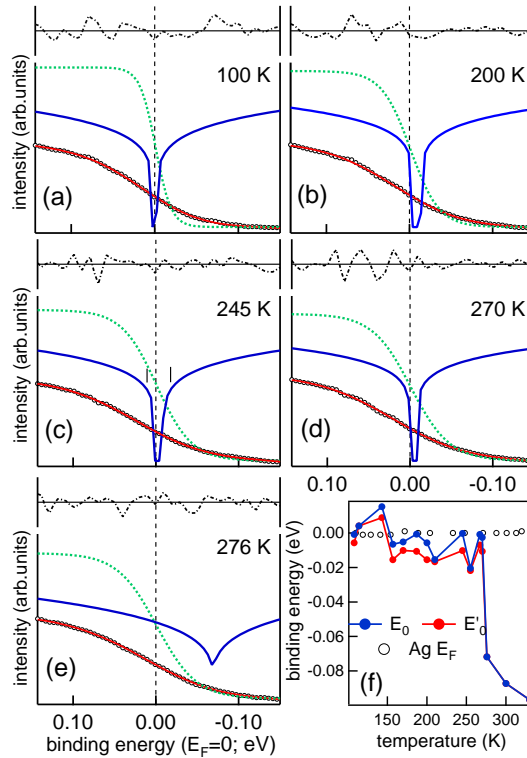 intensity (arb.units)
100 K
(a)
200 K
(b)
intensity (arb.units)
245 K
(c)
270 K
(d)
0.10 0.00 -0.10
intensity (arb.units)
276 K
(e)
0.10 0.00 -0.10
binding energy (E_F=0; eV)
binding energy (eV)
0.00
-0.02
-0.04
-0.06
-0.08
E_0 E'_0
Ag E_F
(f)
150 200 250 300
temperature (K)